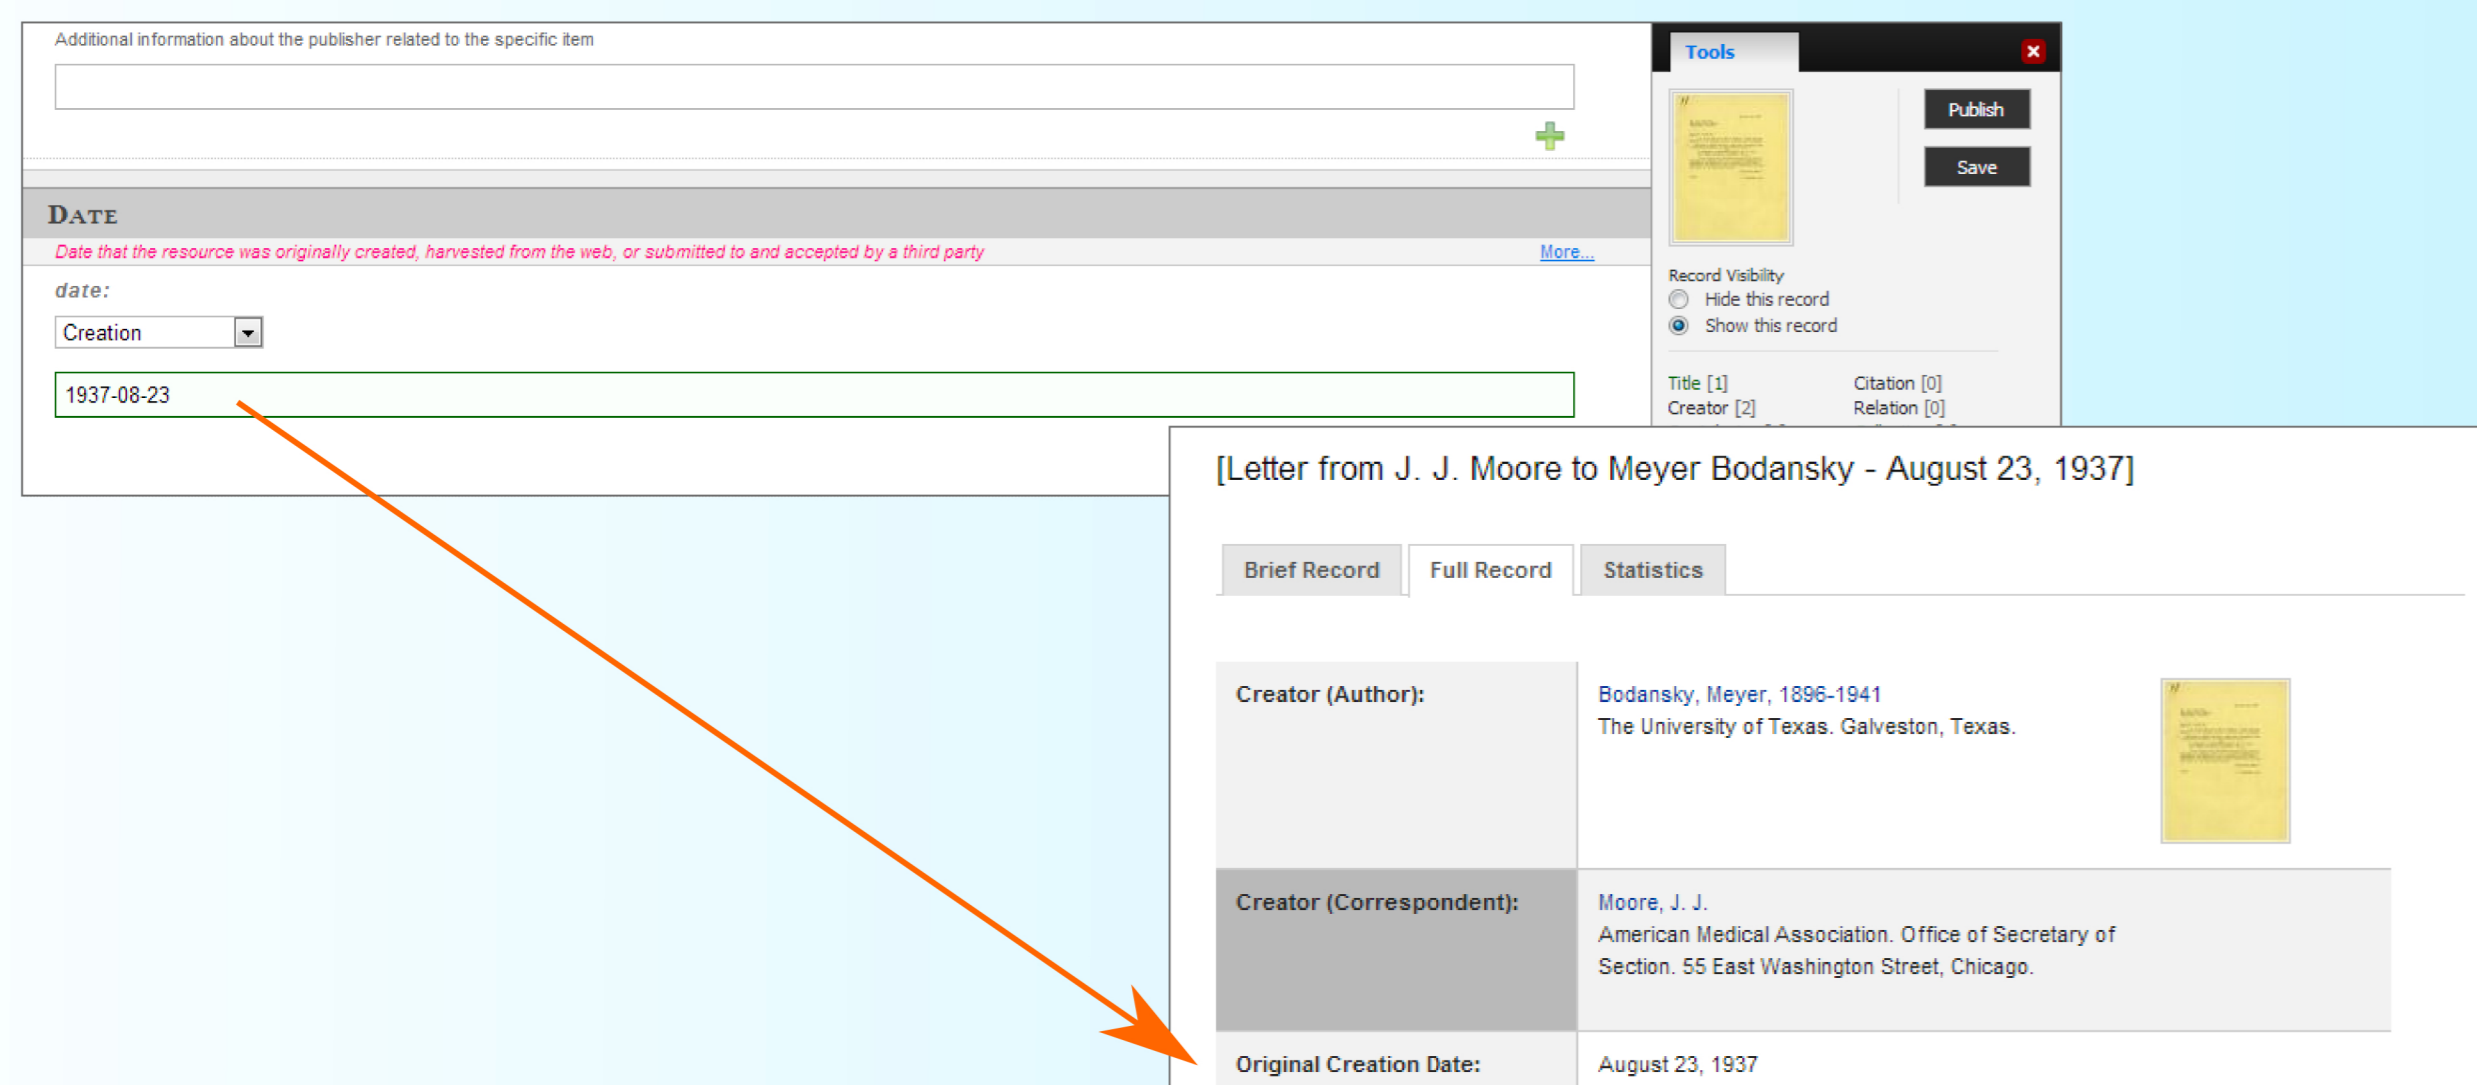 Additional information about the publisher related to the specific item
DATE
Date that the resource was originally created, harvested from the web, or submitted to and accepted by a third party
More...
date:
Creation
1937-08-23
Tools
Publish
Save
Record Visibility
Hide this record
Show this record
Title [1]
Citation [0]
Creator [2]
Relation [0]
[Letter from J. J. Moore to Meyer Bodansky - August 23, 1937]
Brief Record
Full Record
Statistics
Creator (Author):
Bodansky, Meyer, 1896-1941
The University of Texas. Galveston, Texas.
Creator (Correspondent):
Moore, J. J.
American Medical Association. Office of Secretary of
Section. 55 East Washington Street, Chicago.
Original Creation Date:
August 23, 1937